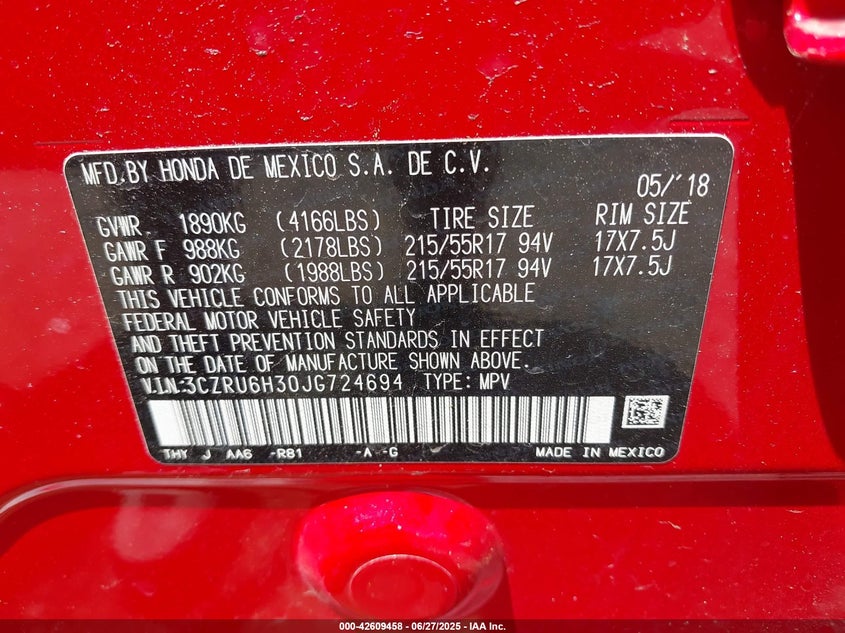 MFD.BY HONDA DE MEXICO S.A. DE C.V.
05/'18
GVWR. 1890KG (4166LBS) TIRE SIZE RIM SIZE
GAWR F 988KG (2178LBS) 215/55R17 94V 17X7.5J
GAWR R 902KG (1988LBS) 215/55R17 94V 17X7.5J
THIS VEHICLE CONFORMS TO ALL APPLICABLE
FEDERAL MOTOR VEHICLE SAFETY
AND THEFT PREVENTION STANDARDS IN EFFECT
ON THE DATE OF MANUFACTURE SHOWN ABOVE.
V.I.N:3CZRU6H30JG724694 TYPE: MPV
THY J AA6 -R81 -A -G MADE IN MEXICO
000-42609458 - 06/27/2025 - IAA Inc.